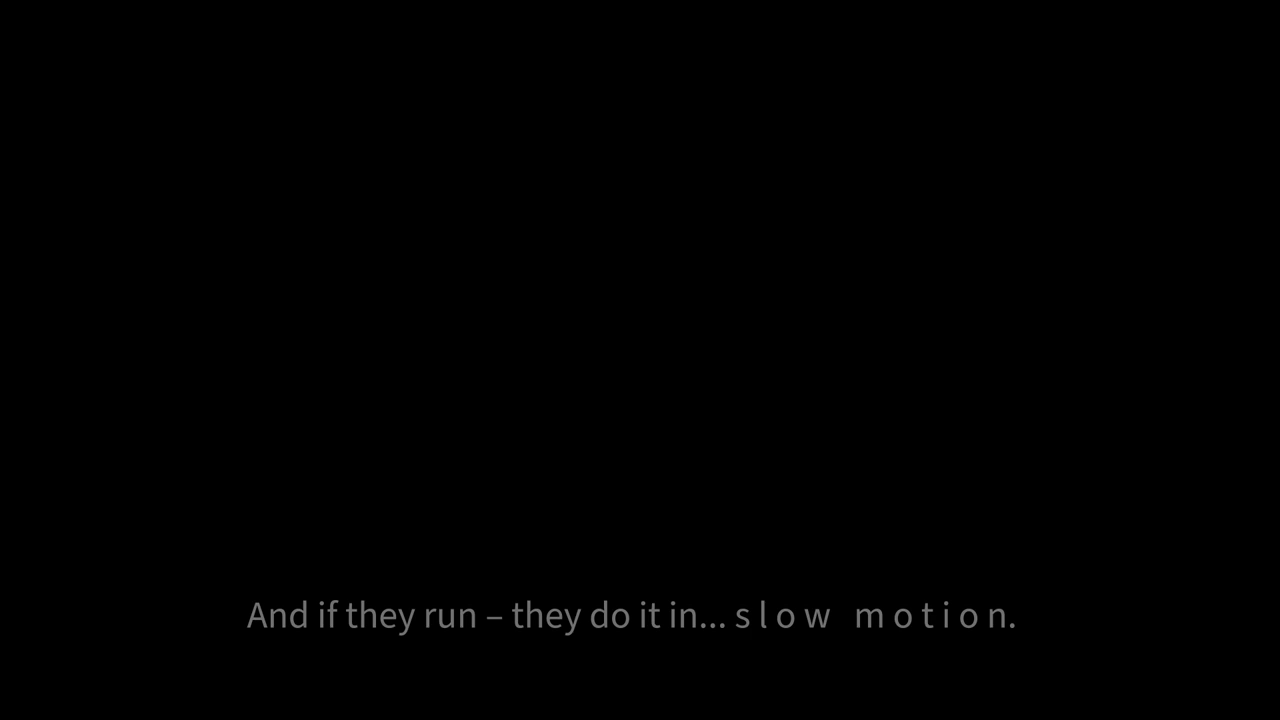 And if they run – they do it in... s l o w   m o t i o n.